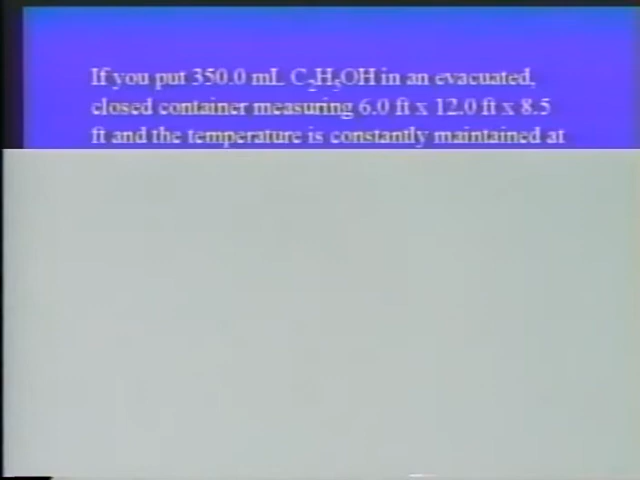 If you put 350.0 mL C₂H₅OH in an evacuated,
closed container measuring 6.0 ft x 12.0 ft x 8.5
ft and the temperature is constantly maintained at